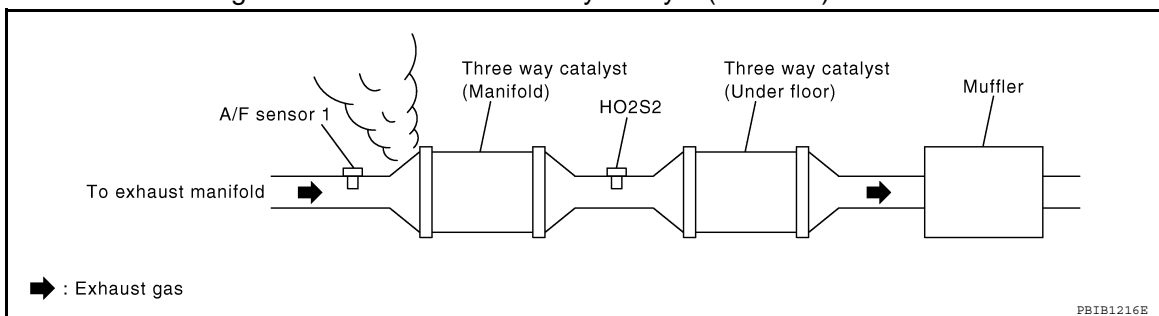 Three way catalyst
(Manifold)
Three way catalyst
(Under floor)
Muffler
HO2S2
A/F sensor 1
To exhaust manifold
: Exhaust gas
PBIB1216E